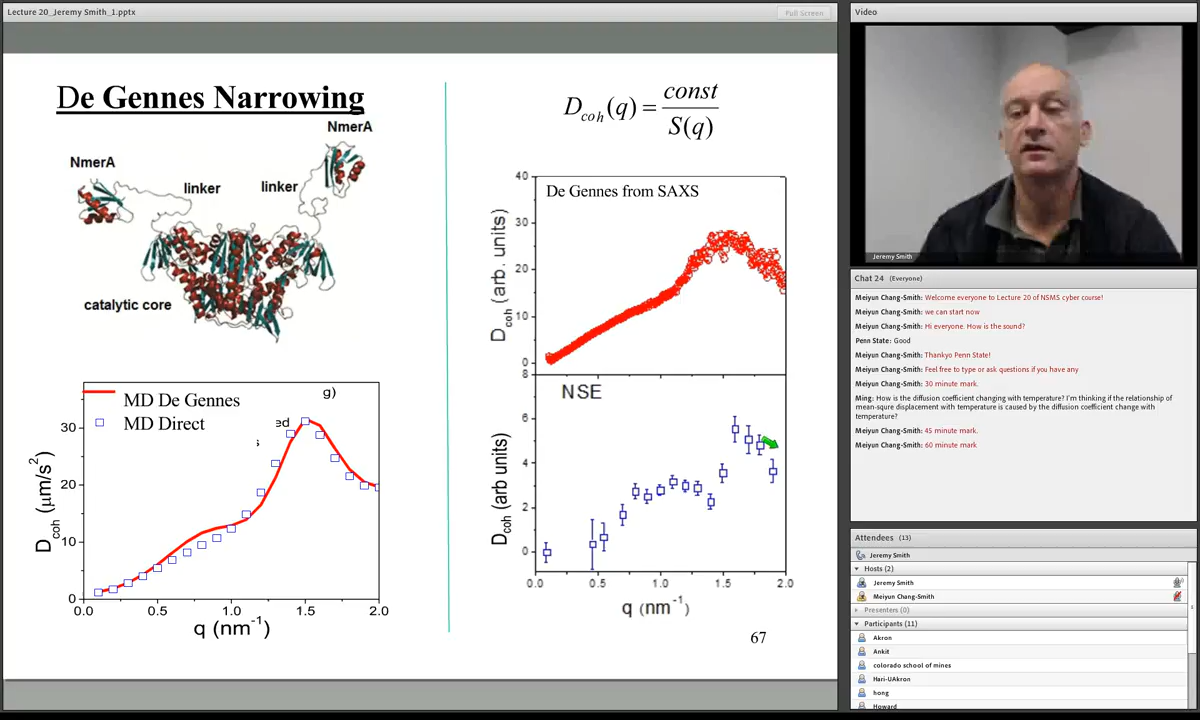 Lecture 20_Jeremy Smith_1.pptx
Full Screen
De Gennes Narrowing
NmerA
NmerA
linker
linker
catalytic core
g)
MD De Gennes
MD Direct
ed
s
30
20
10
0
D_coh (μm/s²)
0.0 0.5 1.0 1.5 2.0
q (nm⁻¹)
D_coh(q) = const / S(q)
De Gennes from SAXS
40
30
20
10
0
D_coh (arb. units)
NSE
8
6
4
2
0
D_coh (arb units)
0.0 0.5 1.0 1.5 2.0
q (nm⁻¹)
67
Video
Jeremy Smith
Chat 24 (Everyone)
Meiyun Chang-Smith: Welcome everyone to Lecture 20 of NSMS cyber course!
Meiyun Chang-Smith: we can start now
Meiyun Chang-Smith: Hi everyone. How is the sound?
Penn State: Good
Meiyun Chang-Smith: Thankyo Penn State!
Meiyun Chang-Smith: Feel free to type or ask questions if you have any
Meiyun Chang-Smith: 30 minute mark.
Ming: How is the diffusion coefficient changing with temperature? I'm thinking if the relationship of
mean-squre displacement with temperature is caused by the diffusion coefficient change with
temperature?
Meiyun Chang-Smith: 45 minute mark.
Meiyun Chang-Smith: 60 minute mark
Attendees (13)
Jeremy Smith
Hosts (2)
Jeremy Smith
Meiyun Chang-Smith
Presenters (0)
Participants (11)
Akron
Ankit
colorado school of mines
Hari-UAkron
hong
Howard